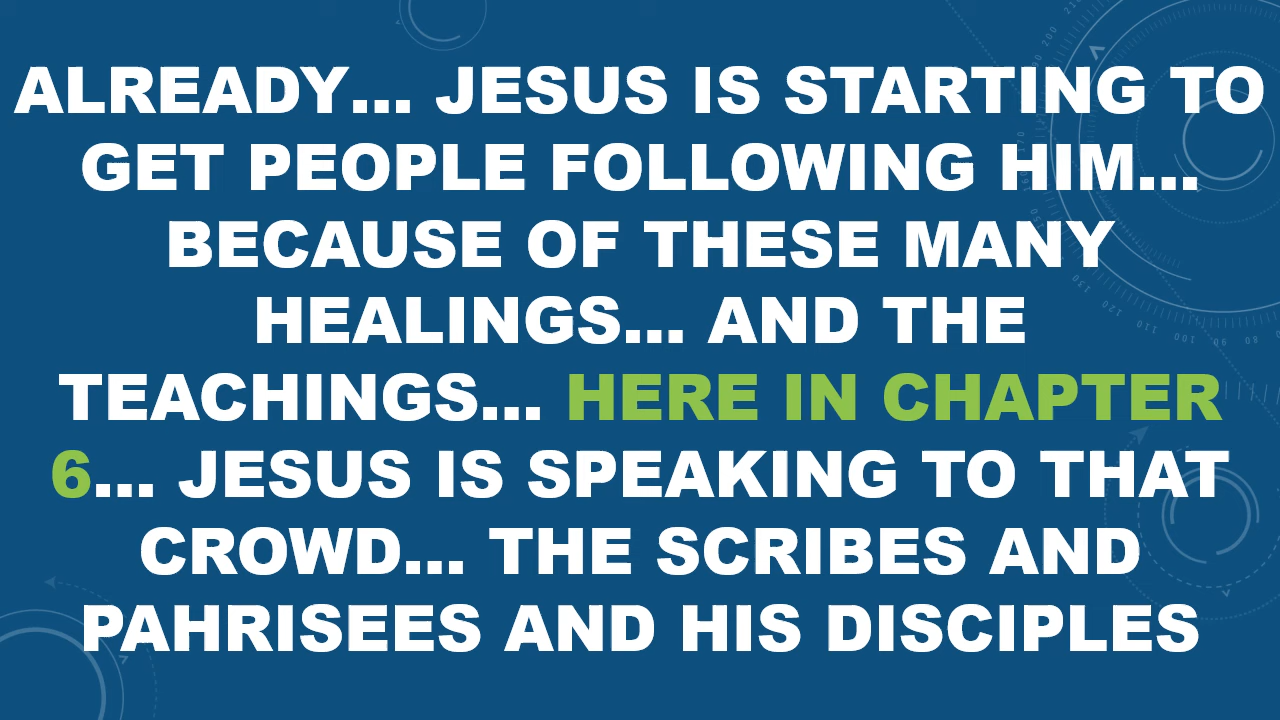 ALREADY... JESUS IS STARTING TO
GET PEOPLE FOLLOWING HIM...
BECAUSE OF THESE MANY
HEALINGS... AND THE
TEACHINGS... HERE IN CHAPTER
6... JESUS IS SPEAKING TO THAT
CROWD... THE SCRIBES AND
PAHRISEES AND HIS DISCIPLES